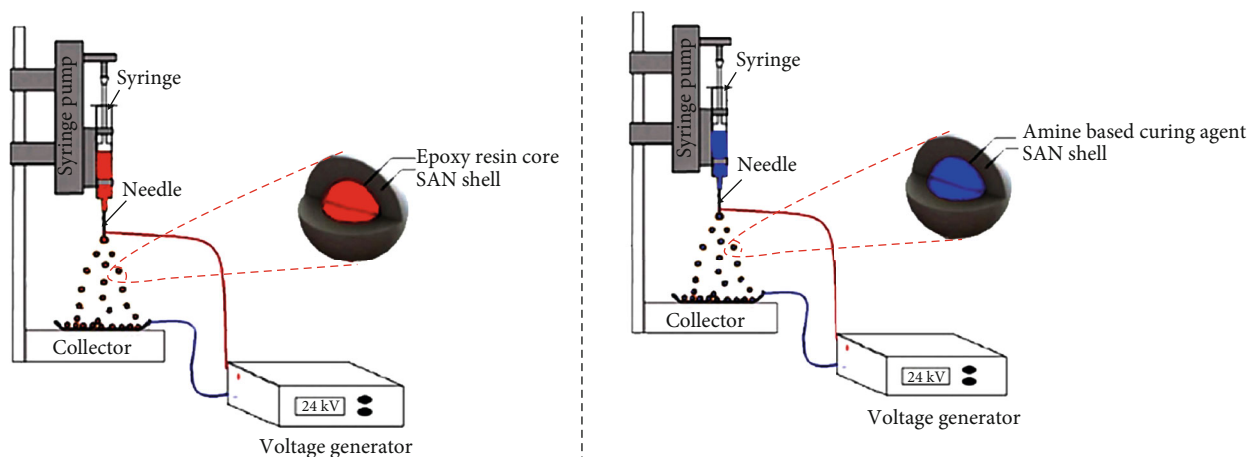 Syringe pump
Syringe
Needle
Epoxy resin core
SAN shell
Collector
24 kV
Voltage generator
Syringe pump
Syringe
Needle
Amine based curing agent
SAN shell
Collector
24 kV
Voltage generator